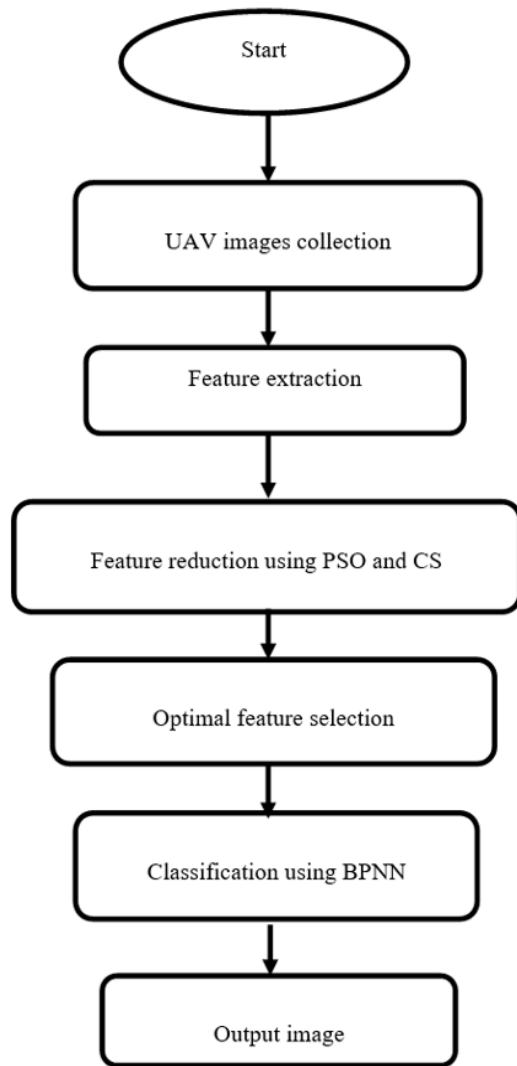 Start
UAV images collection
Feature extraction
Feature reduction using PSO and CS
Optimal feature selection
Classification using BPNN
Output image